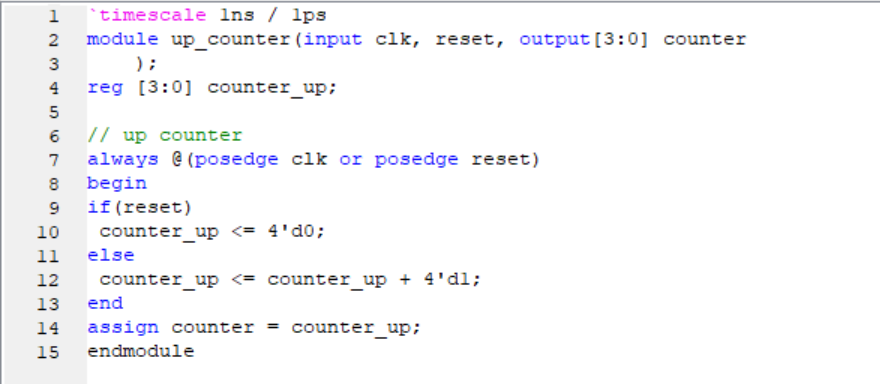 1 `timescale 1ns / 1ps
2 module up_counter(input clk, reset, output[3:0] counter
3 );
4 reg [3:0] counter_up;
5
6 // up counter
7 always @(posedge clk or posedge reset)
8 begin
9 if(reset)
10 counter_up <= 4'd0;
11 else
12 counter_up <= counter_up + 4'd1;
13 end
14 assign counter = counter_up;
15 endmodule